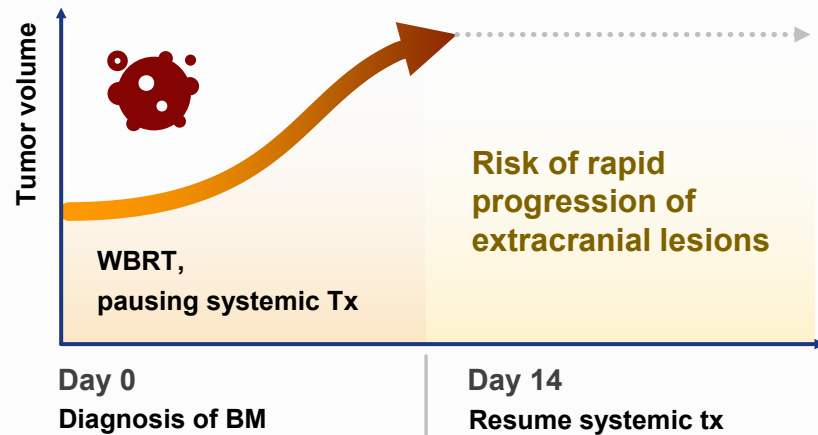 Tumor volume
WBRT,
pausing systemic Tx
Risk of rapid
progression of
extracranial lesions
Day 0
Diagnosis of BM
Day 14
Resume systemic tx